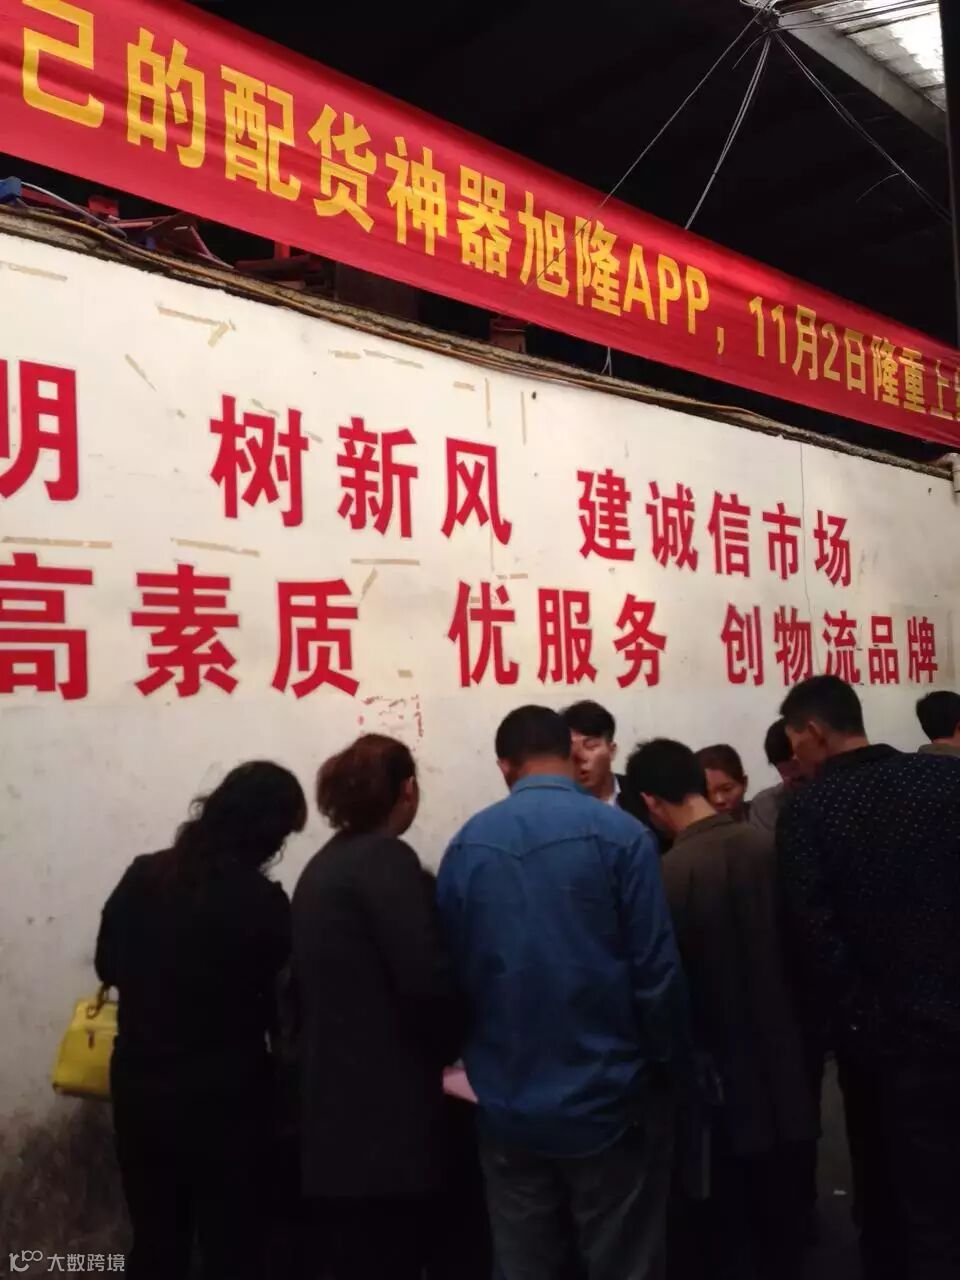 己的配货神器旭隆APP，11月2日隆重上
明 树新风 建诚信市场
高素质 优服务 创物流品牌
大数跨境